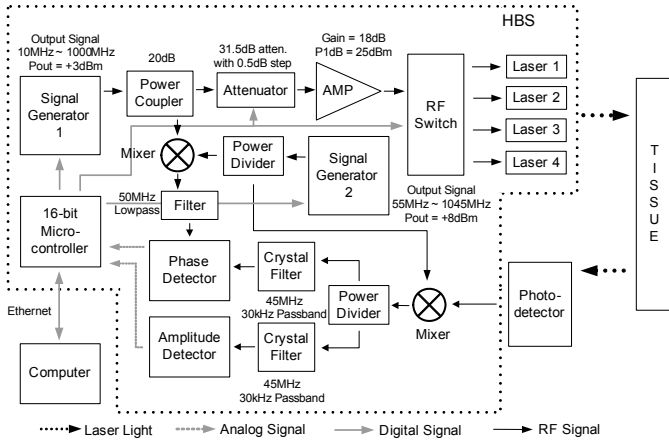 HBS
Output Signal
10MHz ~ 1000MHz
Pout = +3dBm
20dB
31.5dB atten.
with 0.5dB step
Gain = 18dB
P1dB = 25dBm
Signal
Generator
1
Power
Coupler
Attenuator
AMP
RF
Switch
Laser 1
Laser 2
Laser 3
Laser 4
TISSUE
Mixer
Power
Divider
Signal
Generator
2
Output Signal
55MHz ~ 1045MHz
Pout = +8dBm
50MHz
Lowpass
Filter
16-bit
Micro-
controller
Phase
Detector
Crystal
Filter
45MHz
30kHz Passband
Power
Divider
Mixer
Photo-
detector
Ethernet
Amplitude
Detector
Crystal
Filter
45MHz
30kHz Passband
Computer
Laser Light
Analog Signal
Digital Signal
RF Signal